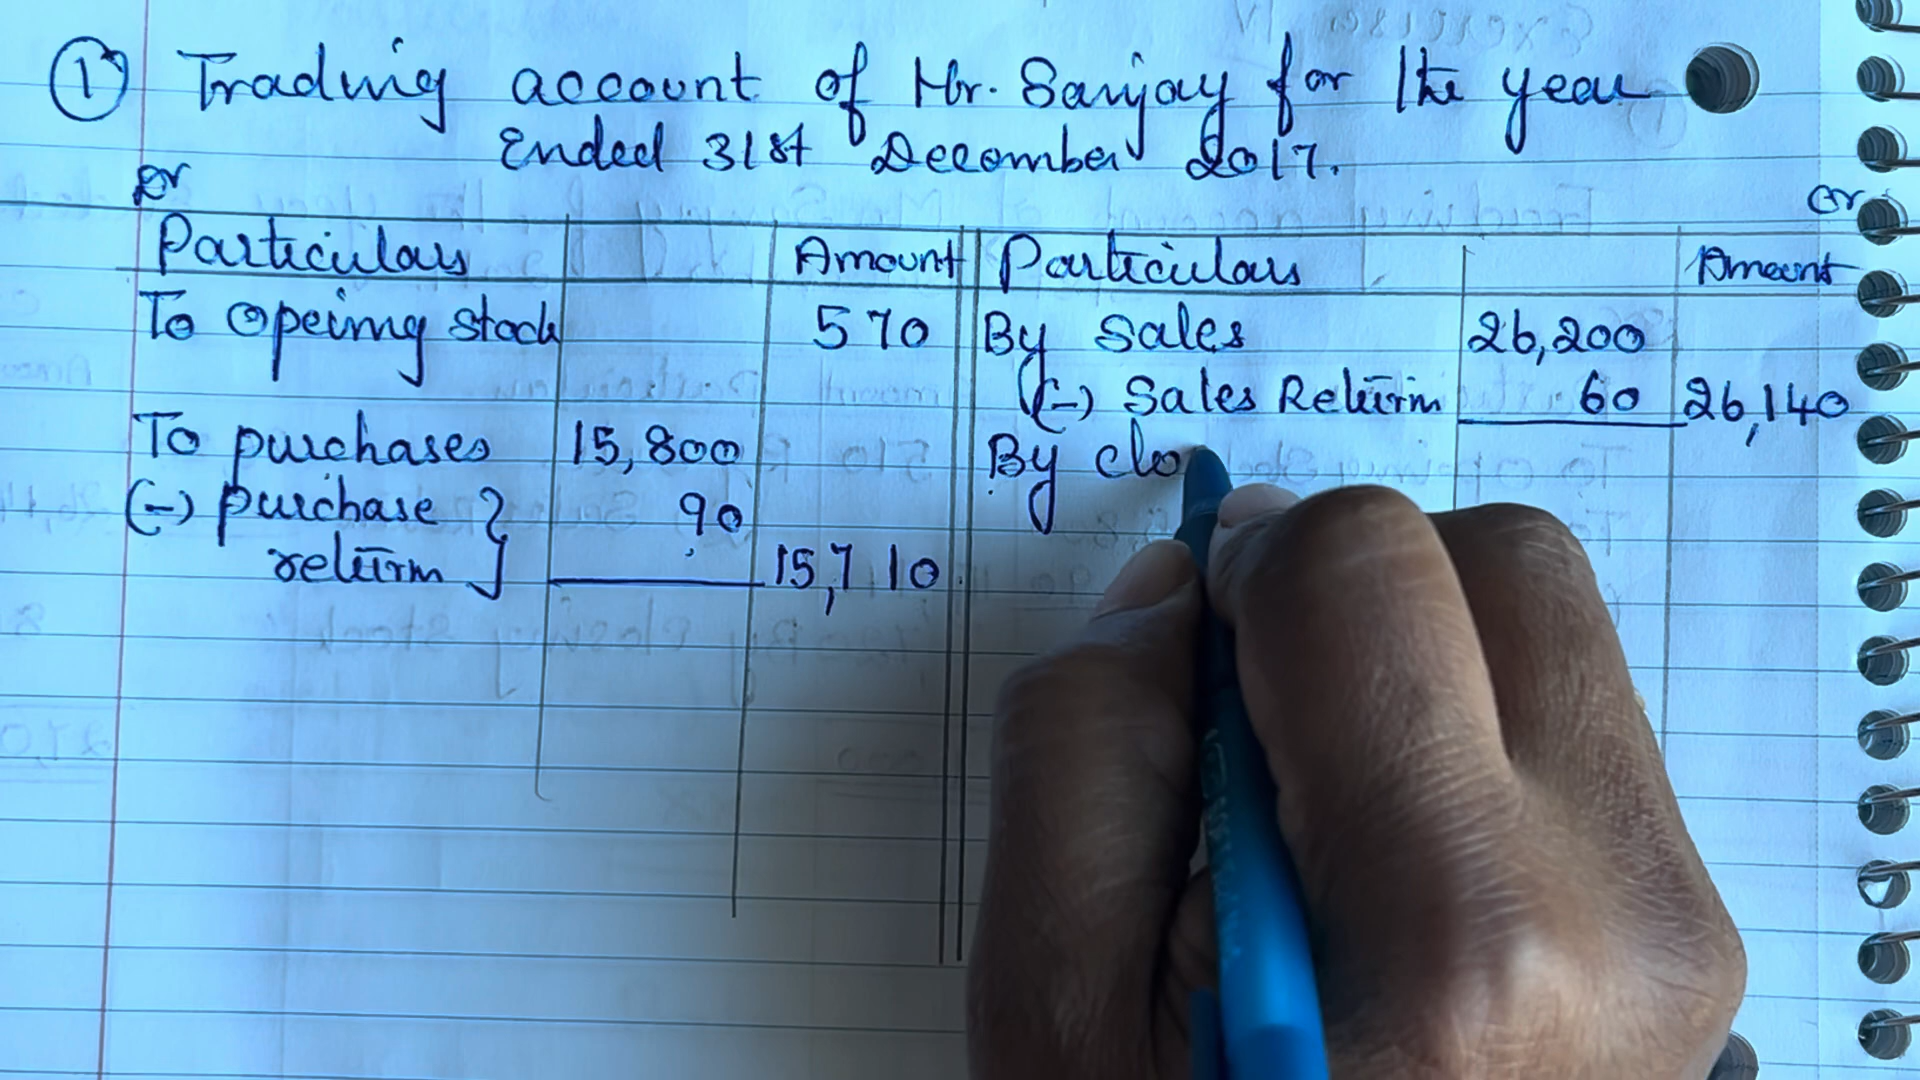 ① Trading account of Mr. Sanjay for the year
Ended 31st December 2017.
Dr
Cr
Particulars Amount Particulars Amount
To Opeimg Stock 570 By Sales 26,200
(-) Sales Return 60 26,140
To purchases 15,800 By clo
(-) purchase 90
return 15,710